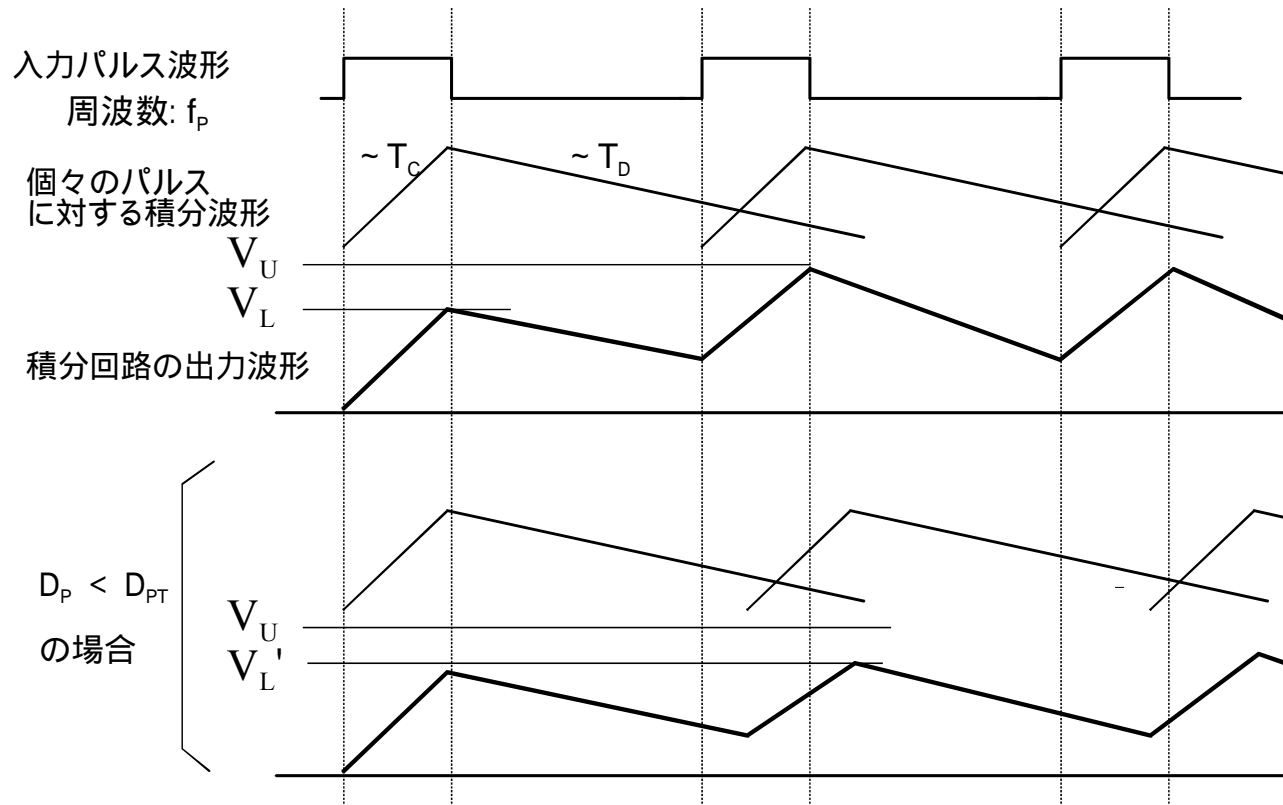 入力パルス波形
周波数: fP
~ TC
~ TD
個々のパルス
に対する積分波形
VU
VL
積分回路の出力波形
DP < DPT
の場合
VU
VL'